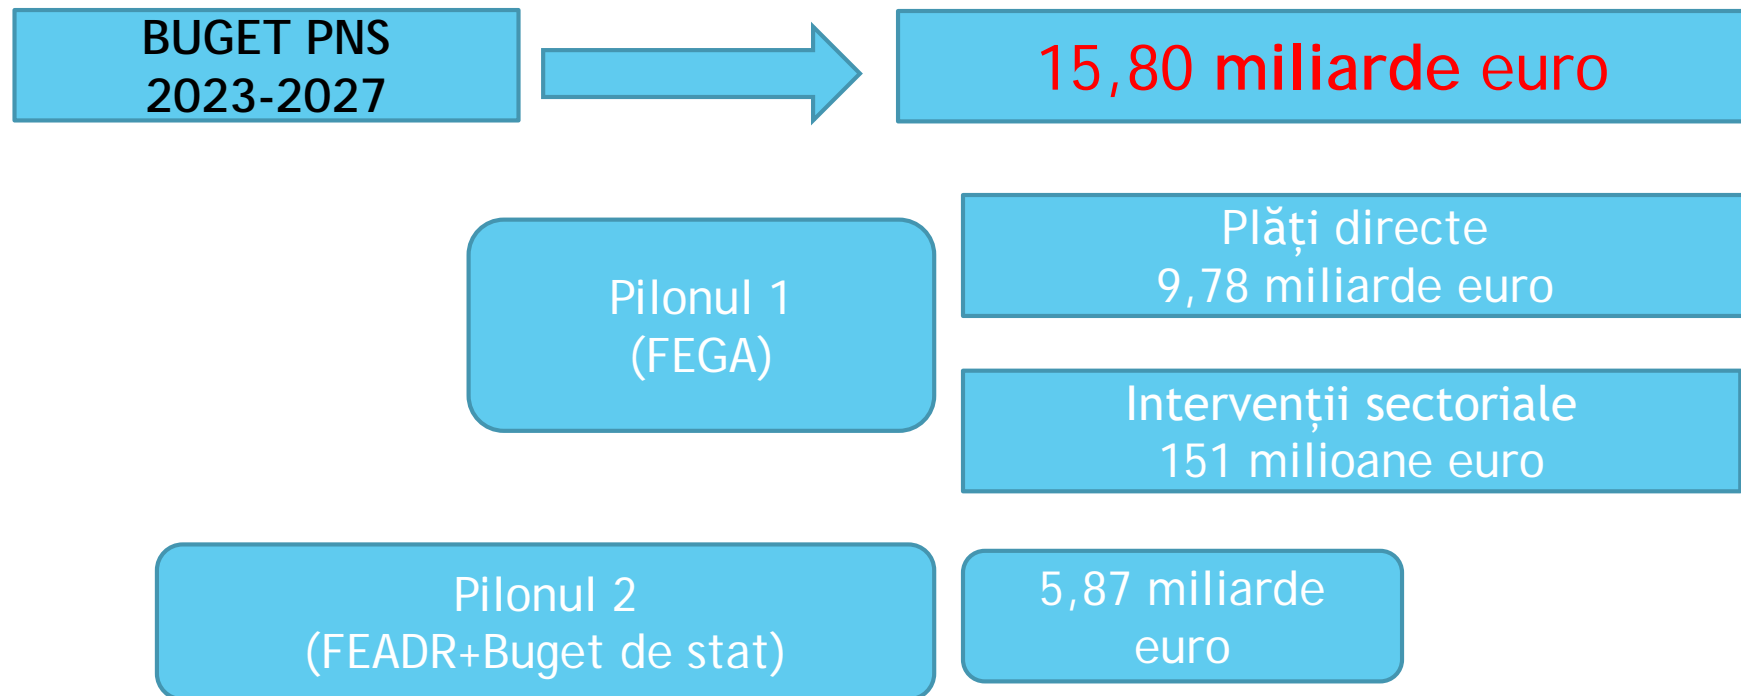 BUGET PNS
2023-2027
15,80 miliarde euro
Plăți directe
9,78 miliarde euro
Pilonul 1
(FEGA)
Intervenții sectoriale
151 milioane euro
Pilonul 2
(FEADR+Buget de stat)
5,87 miliarde
euro